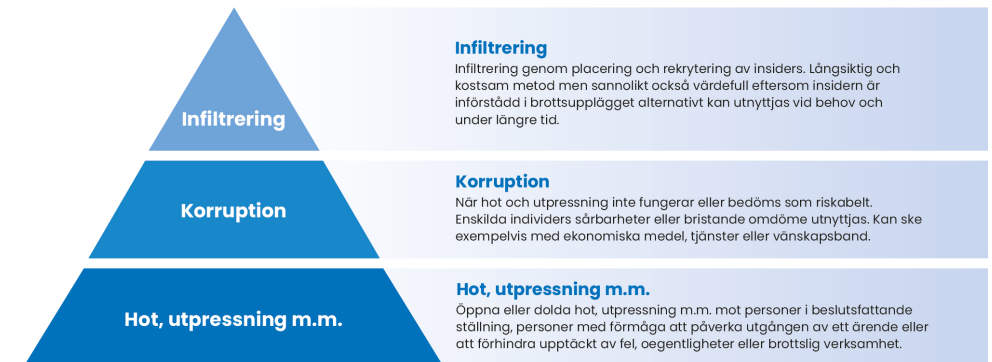 Infiltrering
Infiltrering
Infiltrering genom placering och rekrytering av insiders. Långsiktig och
kostsam metod men sannolikt också värdefull eftersom insidern är
införstådd i brottsupplägget alternativt kan utnyttjas vid behov och
under längre tid.
Korruption
Korruption
När hot och utpressning inte fungerar eller bedöms som riskabelt.
Enskilda individers sårbarheter eller bristande omdöme utnyttjas. Kan ske
exempelvis med ekonomiska medel, tjänster eller vänskapsband.
Hot, utpressning m.m.
Hot, utpressning m.m.
Öppna eller dolda hot, utpressning m.m. mot personer i beslutsfattande
ställning, personer med förmåga att påverka utgången av ett ärende eller
att förhindra upptäckt av fel, oegentligheter eller brottslig verksamhet.